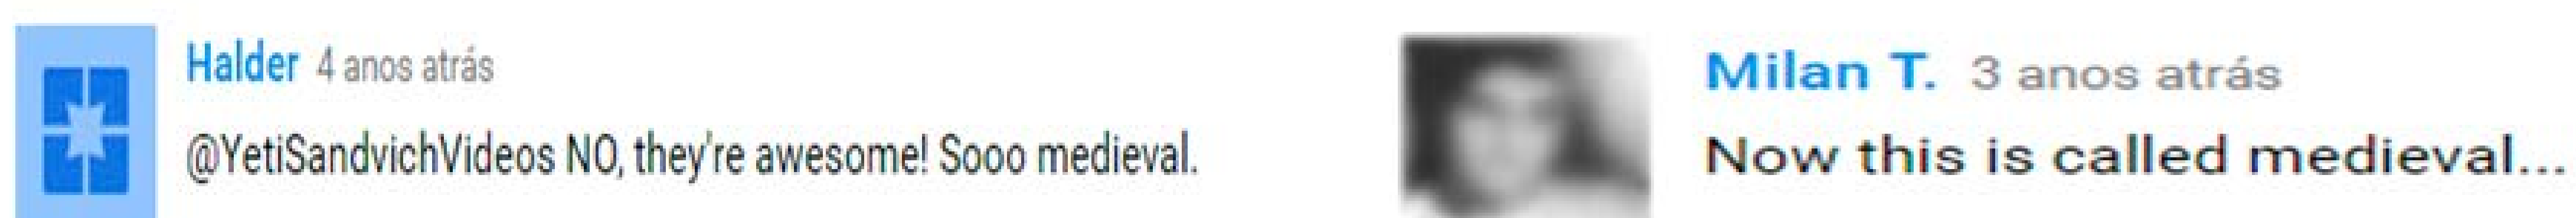 Halder 4 anos atrás
@YetiSandvichVideos NO, they're awesome! Sooo medieval.
Milan T. 3 anos atrás
Now this is called medieval...